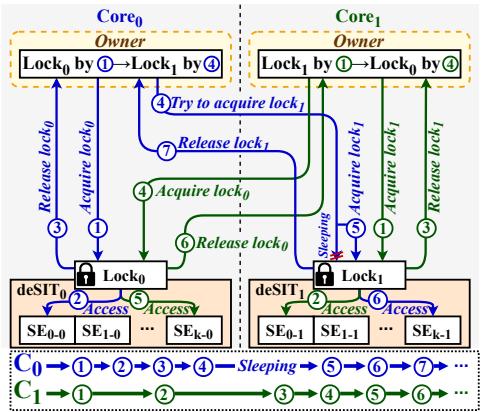 Core₀ Core₁
Owner Owner
Lock₀ by ①→Lock₁ by ④ Lock₁ by ①→Lock₀ by ④
④ Try to acquire lock₁
⑦ Release lock₁
Release lock₀ Acquire lock₀ Acquire lock₁ Acquire lock₁ Release lock₁
④ Acquire lock₀
③ ① Sleeping ⑤ ① ③
⑥ Release lock₀
Lock₀ Lock₁
deSIT₀ ② Access ⑤ Access deSIT₁ ② Access ⑥ Access
SE₀₋₀ SE₁₋₀ ... SEₖ₋₀ SE₀₋₁ SE₁₋₁ ... SEₖ₋₁
C₀ → ① → ② → ③ → ④ — Sleeping → ⑤ → ⑥ → ⑦ → ...
C₁ → ① → ② → ③ → ④ → ⑤ → ⑥ → ...